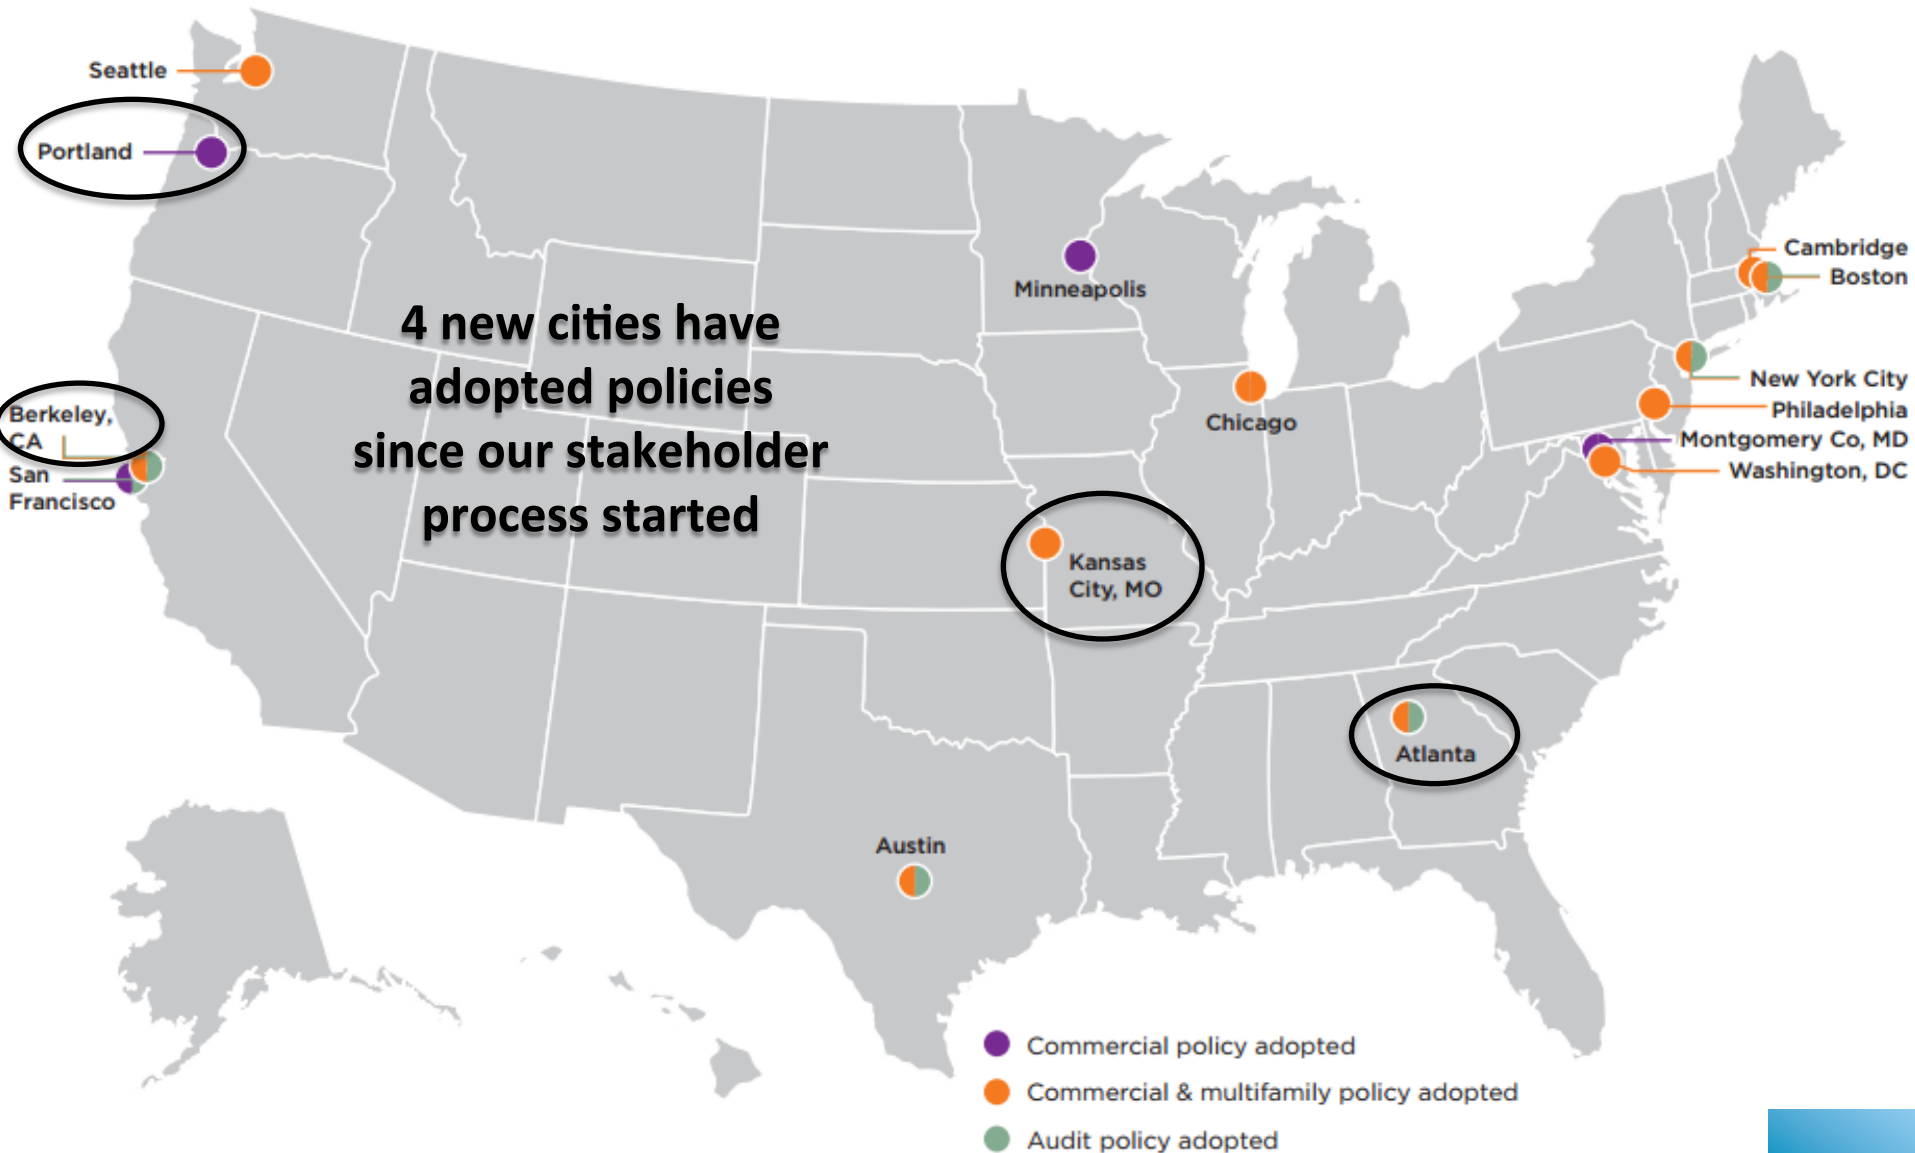 Seattle
Portland
Minneapolis
Cambridge
Boston
4 new cities have
adopted policies
since our stakeholder
process started
New York City
Philadelphia
Montgomery Co, MD
Washington, DC
Chicago
Berkeley,
CA
San
Francisco
Kansas
City, MO
Atlanta
Austin
Commercial policy adopted
Commercial & multifamily policy adopted
Audit policy adopted